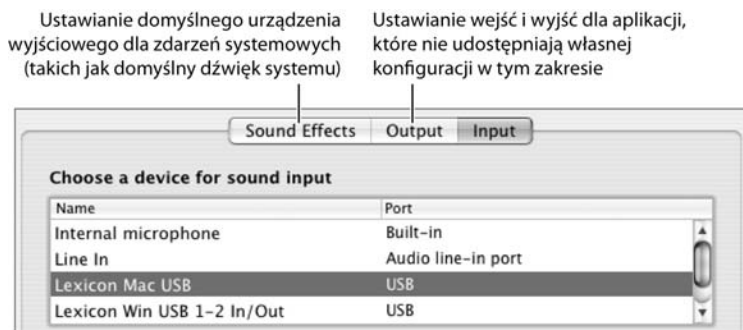 Ustawianie domyślnego urządzenia
wyjściowego dla zdarzeń systemowych
(takich jak domyślny dźwięk systemu)
Ustawianie wejść i wyjść dla aplikacji,
które nie udostępniają własnej
konfiguracji w tym zakresie
Sound Effects Output Input
Choose a device for sound input
Name Port
Internal microphone Built-in
Line In Audio line-in port
Lexicon Mac USB USB
Lexicon Win USB 1-2 In/Out USB